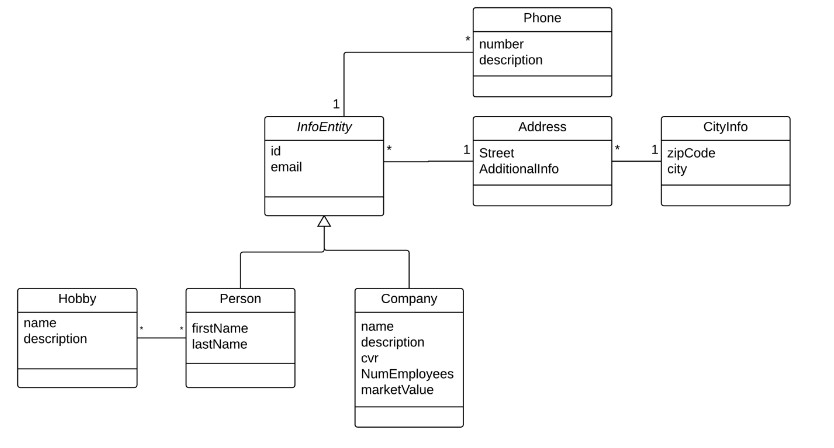 Phone
number
description
*
1
InfoEntity
id
email
*
1
Address
Street
AdditionalInfo
*
1
CityInfo
zipCode
city
Hobby
name
description
*
*
Person
firstName
lastName
Company
name
description
cvr
NumEmployees
marketValue